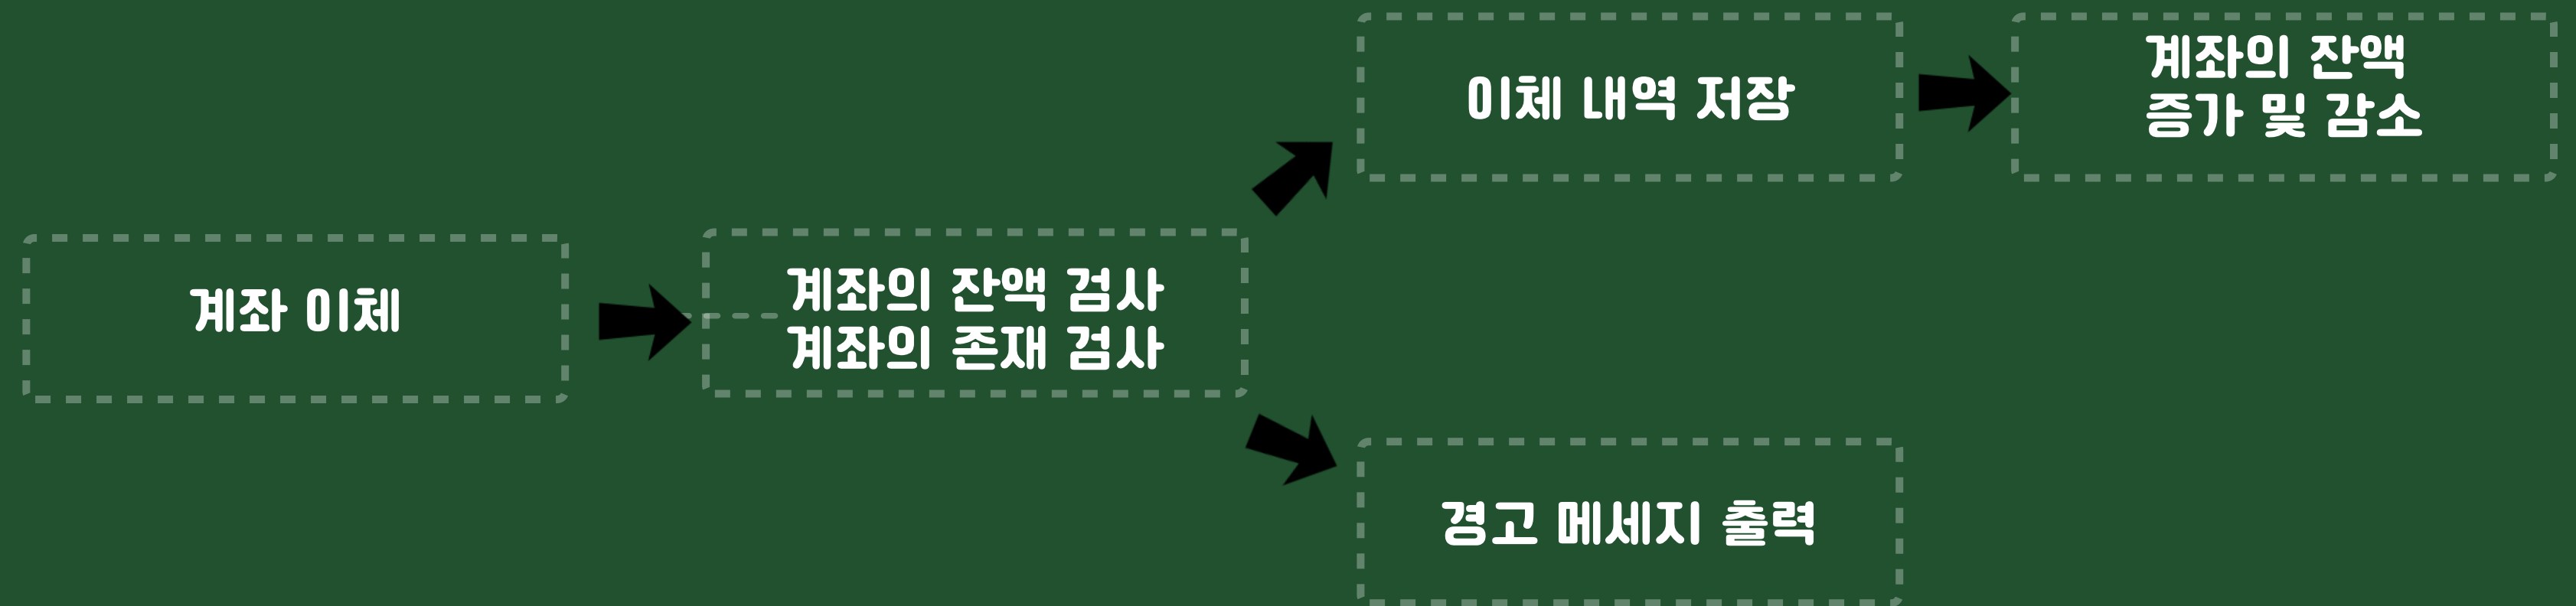 계좌 이체
계좌의 잔액 검사
계좌의 존재 검사
이체 내역 저장
계좌의 잔액
증가 및 감소
경고 메세지 출력